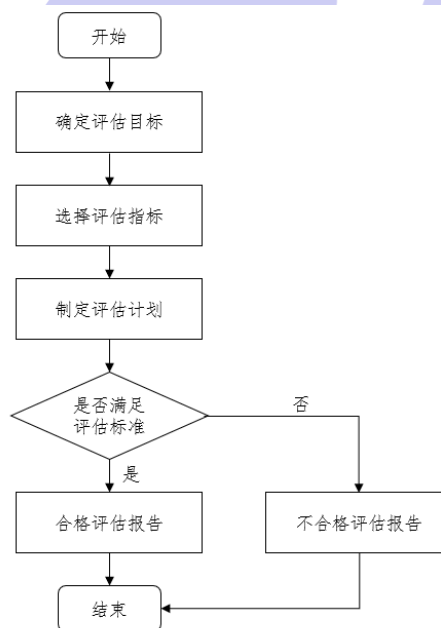 开始
确定评估目标
选择评估指标
制定评估计划
是否满足
评估标准
否
是
合格评估报告
不合格评估报告
结束